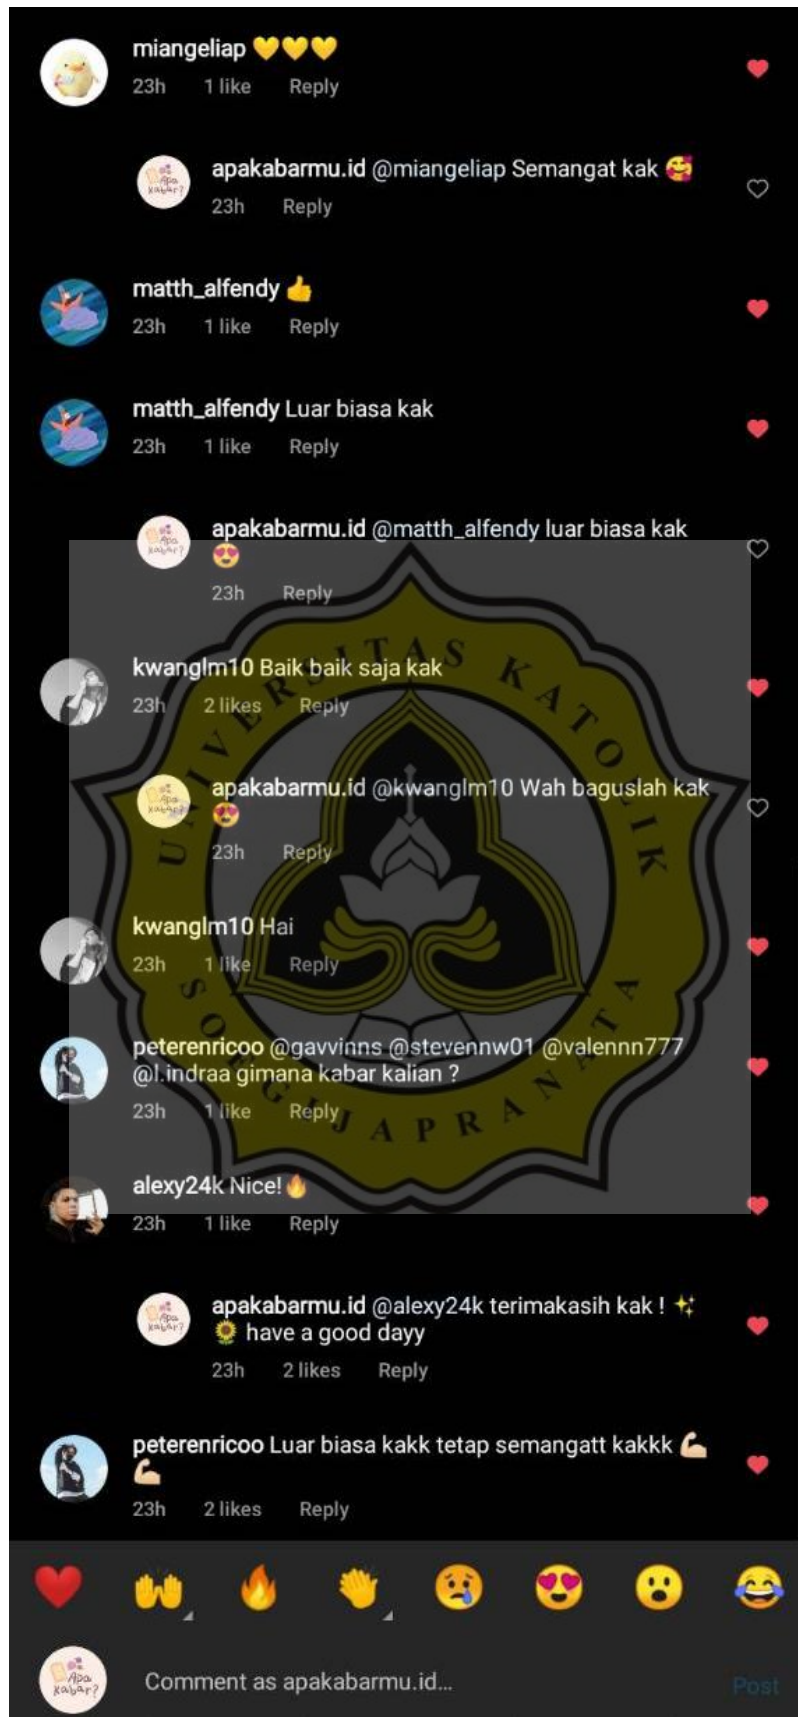 miangeliap 💛💛💛
23h 1 like Reply
apakabarmu.id @miangeliap Semangat kak 🥰
23h Reply
matth_alfendy 👍
23h 1 like Reply
matth_alfendy Luar biasa kak
23h 1 like Reply
apakabarmu.id @matth_alfendy luar biasa kak
😍
23h Reply
kwanglm10 Baik baik saja kak
23h 2 likes Reply
apakabarmu.id @kwanglm10 Wah baguslah kak
😍
23h Reply
kwanglm10 Hai
23h 1 like Reply
peterenricoo @gavvinns @stevennw01 @valennn777
@l.indraa gimana kabar kalian ?
23h 1 like Reply
alexy24k Nice!🔥
23h 1 like Reply
apakabarmu.id @alexy24k terimakasih kak ! ✨
🌻 have a good dayy
23h 2 likes Reply
peterenricoo Luar biasa kakk tetap semangatt kakkk 💪🏻
💪🏻
23h 2 likes Reply
❤️ 🙌 🔥 👏 😢 😍 😮 😂
Apa
kabar?
Comment as apakabarmu.id...
Post
UNIVERSITAS KATOLIK
SOEGIJAPRANATA